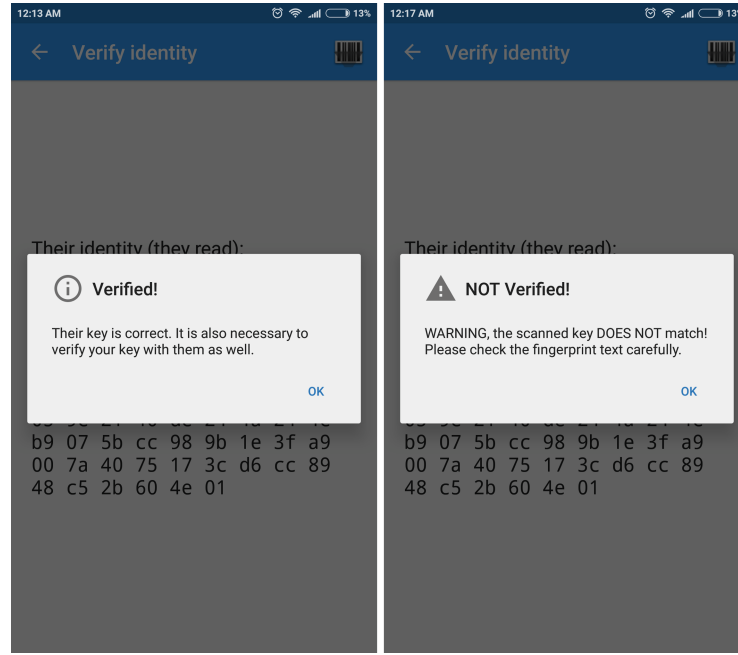 12:13 AM
13%
Verify identity
Their identity (they read):
Verified!
Their key is correct. It is also necessary to
verify your key with them as well.
OK
b9 07 5b cc 98 9b 1e 3f a9
00 7a 40 75 17 3c d6 cc 89
48 c5 2b 60 4e 01
12:17 AM
13%
Verify identity
Their identity (they read):
NOT Verified!
WARNING, the scanned key DOES NOT match!
Please check the fingerprint text carefully.
OK
b9 07 5b cc 98 9b 1e 3f a9
00 7a 40 75 17 3c d6 cc 89
48 c5 2b 60 4e 01